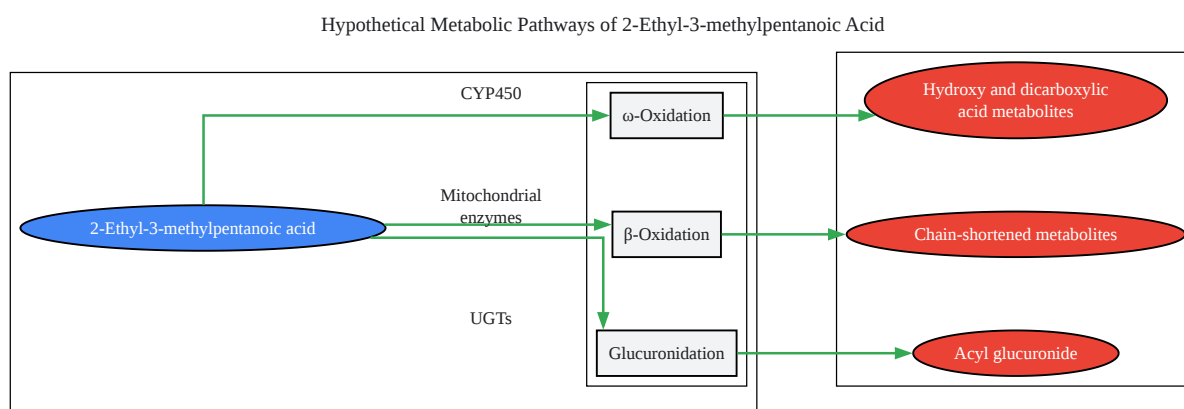 Hypothetical Metabolic Pathways of 2-Ethyl-3-methylpentanoic Acid
CYP450
ω-Oxidation
Hydroxy and dicarboxylic
acid metabolites
2-Ethyl-3-methylpentanoic acid
Mitochondrial
enzymes
β-Oxidation
Chain-shortened metabolites
UGTs
Glucuronidation
Acyl glucuronide